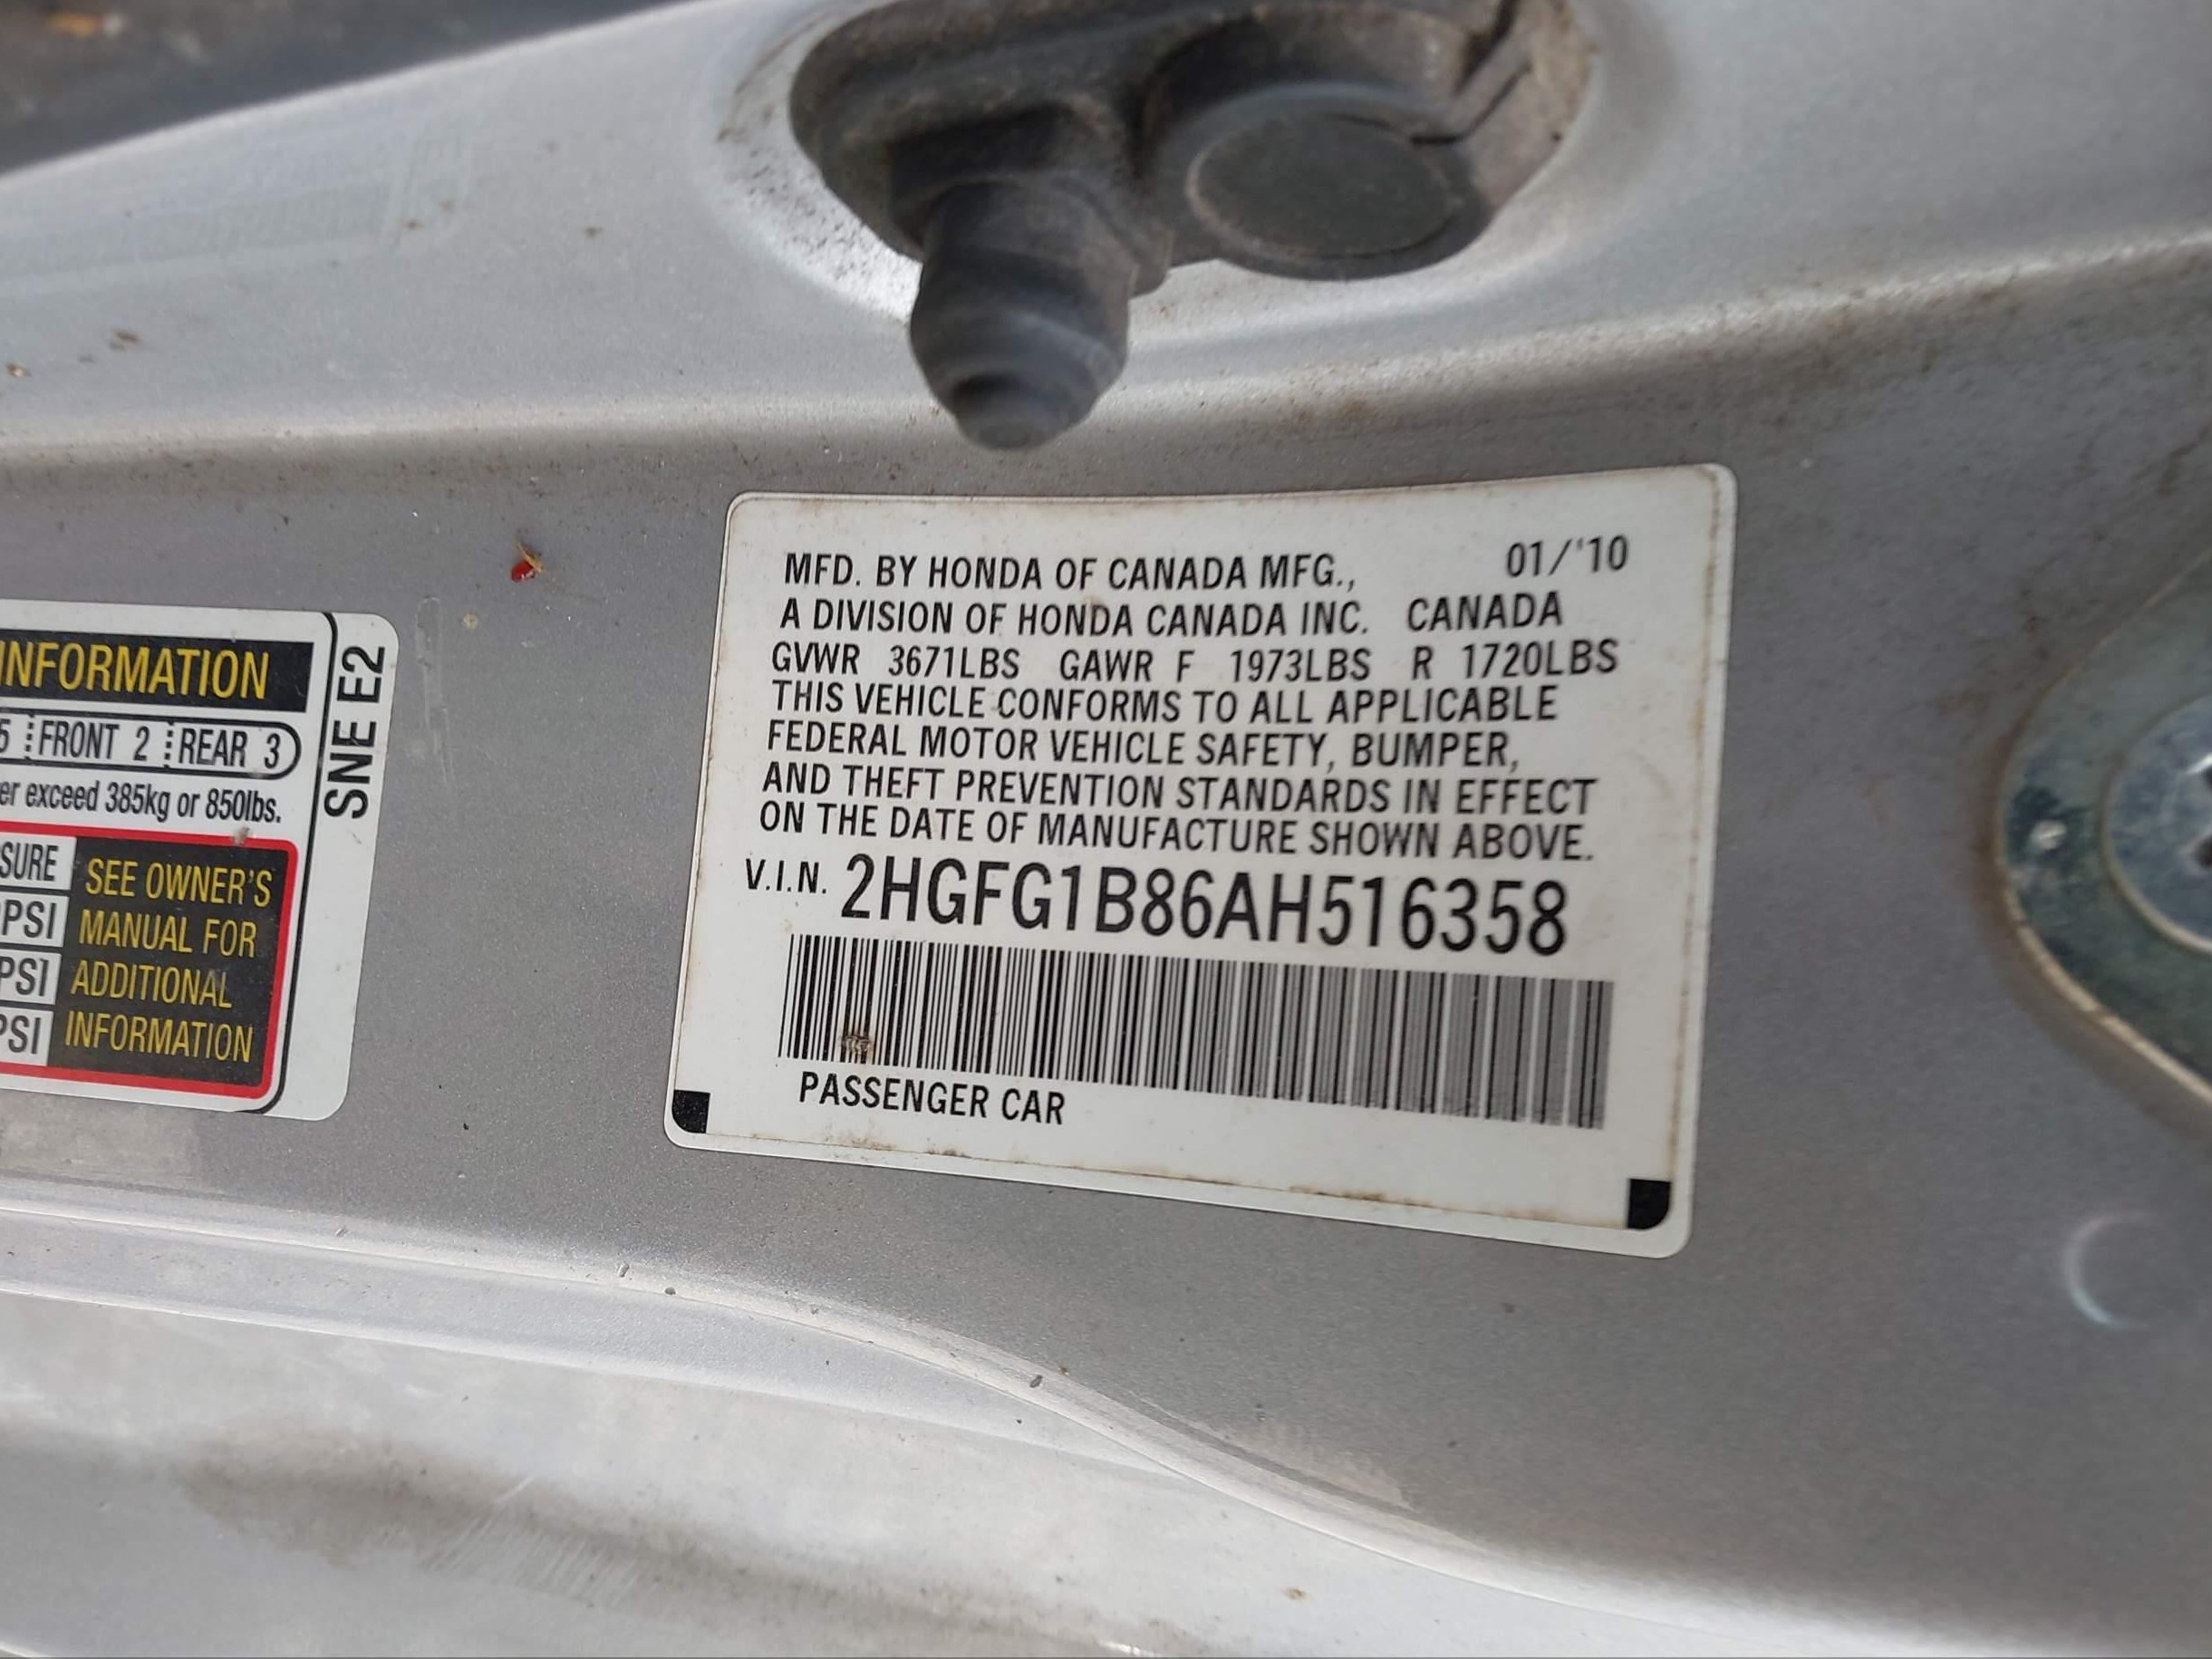 INFORMATION
5 FRONT 2 REAR 3
er exceed 385kg or 850lbs.
SURE
PSI
PSI
PSI
SEE OWNER'S
MANUAL FOR
ADDITIONAL
INFORMATION
SNE E2
MFD. BY HONDA OF CANADA MFG., 01/'10
A DIVISION OF HONDA CANADA INC. CANADA
GVWR 3671LBS GAWR F 1973LBS R 1720LBS
THIS VEHICLE CONFORMS TO ALL APPLICABLE
FEDERAL MOTOR VEHICLE SAFETY, BUMPER,
AND THEFT PREVENTION STANDARDS IN EFFECT
ON THE DATE OF MANUFACTURE SHOWN ABOVE.
V.I.N. 2HGFG1B86AH516358
PASSENGER CAR